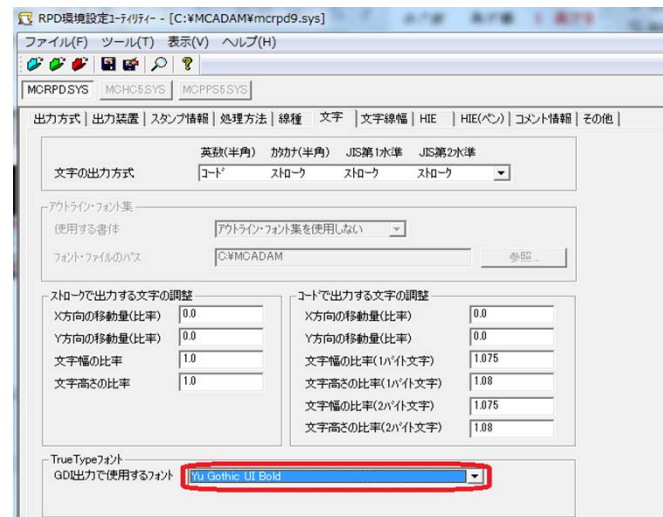 RPD環境設定ﾕｰﾃｨﾘﾃｨｰ - [C:¥MCADAM¥mcrpd9.sys]
ファイル(F) ツール(T) 表示(V) ヘルプ(H)
MCRPD.SYS MCHC5.SYS MCPPS5.SYS
出力方式 出力装置 スタンプ情報 処理方法 線種 文字 文字線幅 HIE HIE(ペン) コメント情報 その他
英数(半角) ｶﾀｶﾅ(半角) JIS第1水準 JIS第2水準
文字の出力方式 ｺｰﾄﾞ ストローク ストローク ストローク
アウトライン・フォント集
使用する書体 アウトライン・フォント集を使用しない
フォント・ファイルのパス C:¥MCADAM 参照...
ストロークで出力する文字の調整 コードで出力する文字の調整
X方向の移動量(比率) 0.0 X方向の移動量(比率) 0.0
Y方向の移動量(比率) 0.0 Y方向の移動量(比率) 0.0
文字幅の比率 1.0 文字幅の比率(1バイト文字) 1.075
文字高さの比率 1.0 文字高さの比率(1バイト文字) 1.08
文字幅の比率(2バイト文字) 1.075
文字高さの比率(2バイト文字) 1.08
TrueTypeフォント
GDI出力で使用するフォント Yu Gothic UI Bold